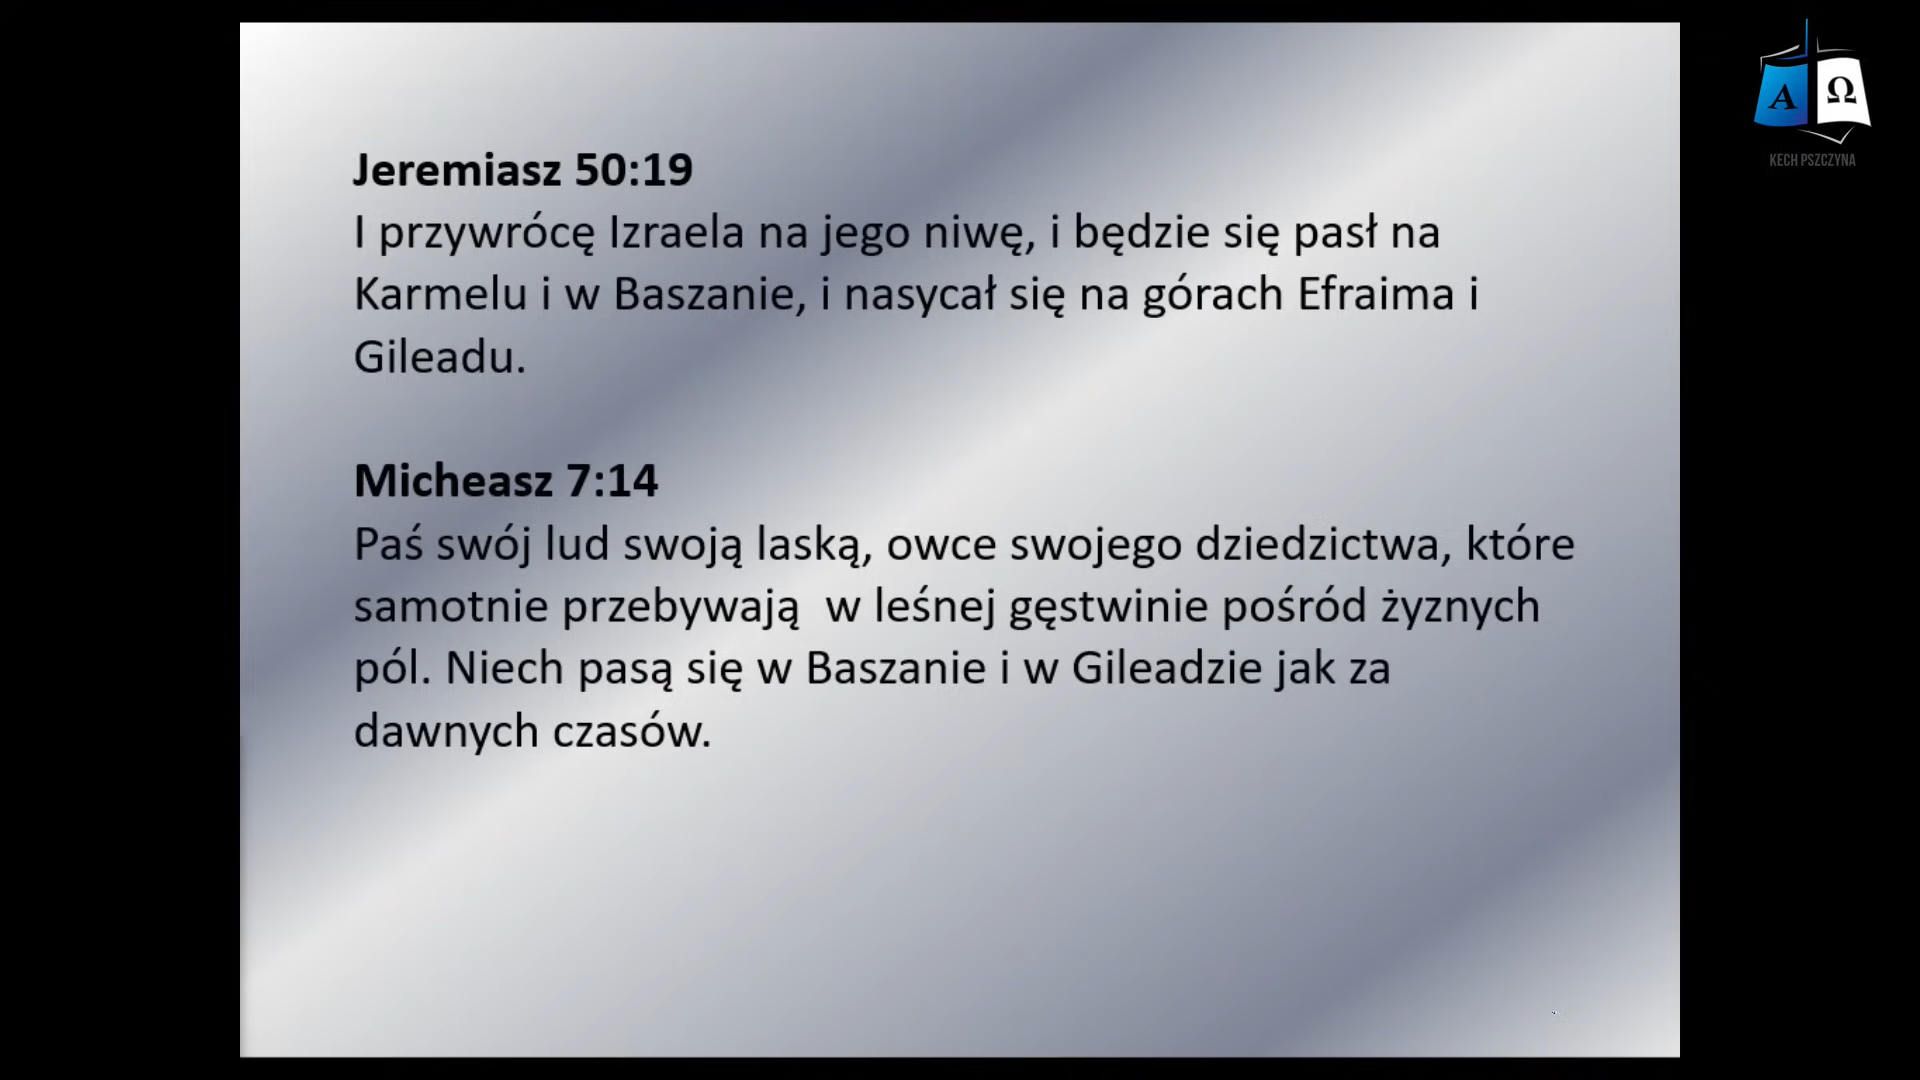 Jeremiasz 50:19
I przywrócę Izraela na jego niwę, i będzie się pasł na
Karmelu i w Baszanie, i nasycał się na górach Efraima i
Gileadu.
Micheasz 7:14
Paś swój lud swoją laską, owce swojego dziedzictwa, które
samotnie przebywają  w leśnej gęstwinie pośród żyznych
pól. Niech pasą się w Baszanie i w Gileadzie jak za
dawnych czasów.
A Ω
KECH PSZCZYNA